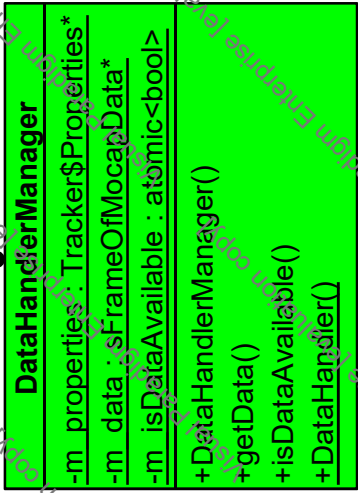 DataHandlerManager
-m_properties : Tracker$Properties*
-m_data : sFrameOfMocapData*
-m_isDataAvailable : atomic<bool>
+DataHandlerManager()
+getData()
+isDataAvailable()
+DataHandler()